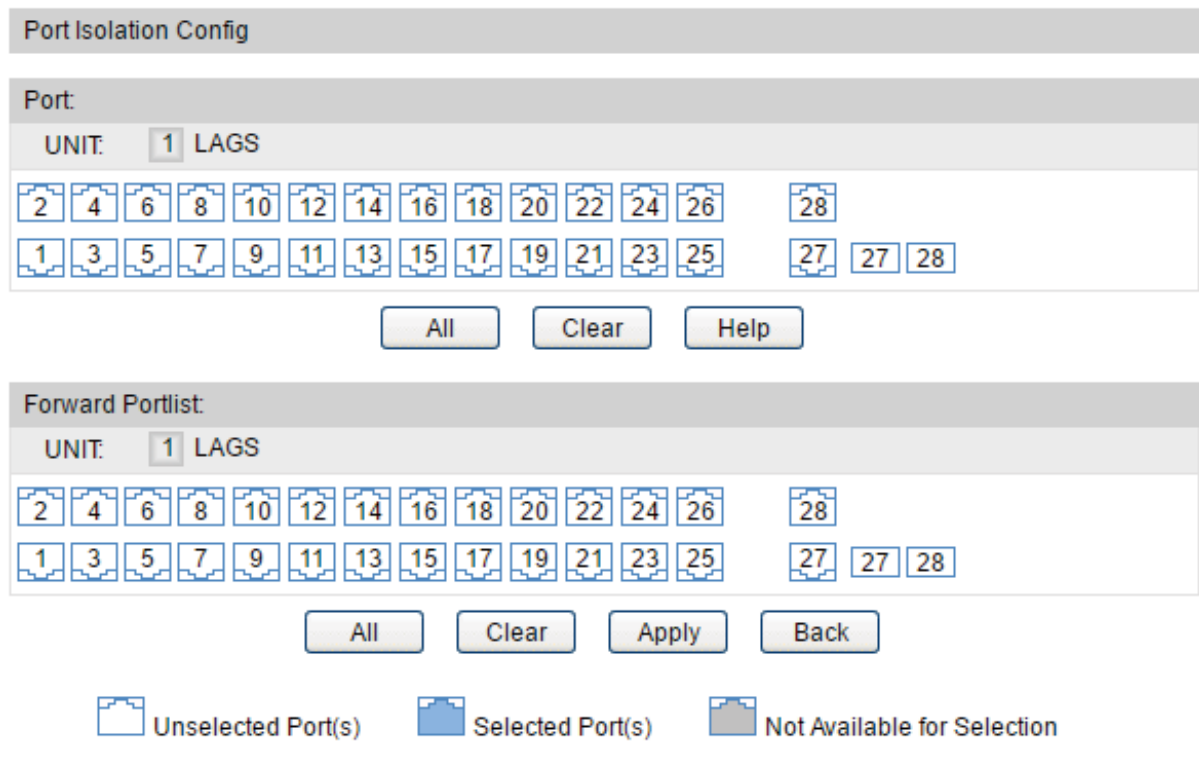 Port Isolation Config
Port:
UNIT: 1 LAGS
2 4 6 8 10 12 14 16 18 20 22 24 26 28
1 3 5 7 9 11 13 15 17 19 21 23 25 27 27 28
All Clear Help
Forward Portlist:
UNIT: 1 LAGS
2 4 6 8 10 12 14 16 18 20 22 24 26 28
1 3 5 7 9 11 13 15 17 19 21 23 25 27 27 28
All Clear Apply Back
Unselected Port(s) Selected Port(s) Not Available for Selection